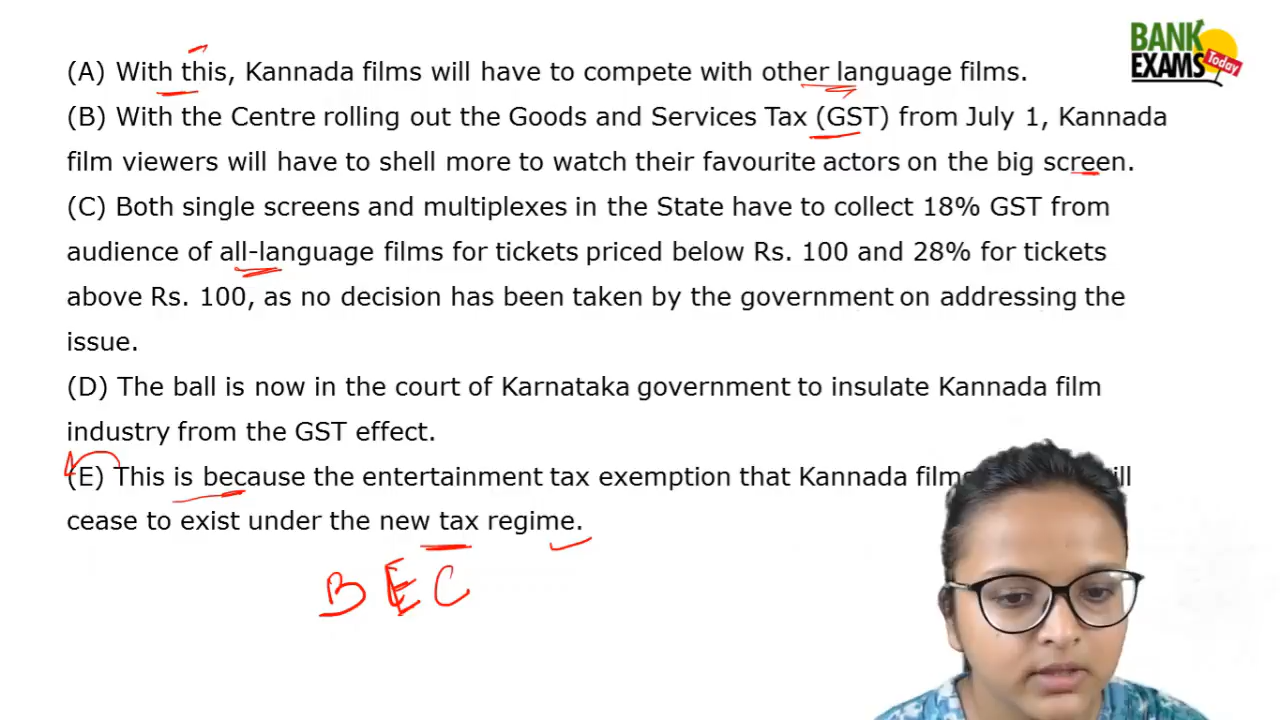 BANK
EXAMS Today
(A) With this, Kannada films will have to compete with other language films.
(B) With the Centre rolling out the Goods and Services Tax (GST) from July 1, Kannada
film viewers will have to shell more to watch their favourite actors on the big screen.
(C) Both single screens and multiplexes in the State have to collect 18% GST from
audience of all-language films for tickets priced below Rs. 100 and 28% for tickets
above Rs. 100, as no decision has been taken by the government on addressing the
issue.
(D) The ball is now in the court of Karnataka government to insulate Kannada film
industry from the GST effect.
(E) This is because the entertainment tax exemption that Kannada
cease to exist under the new tax regime.
B E C